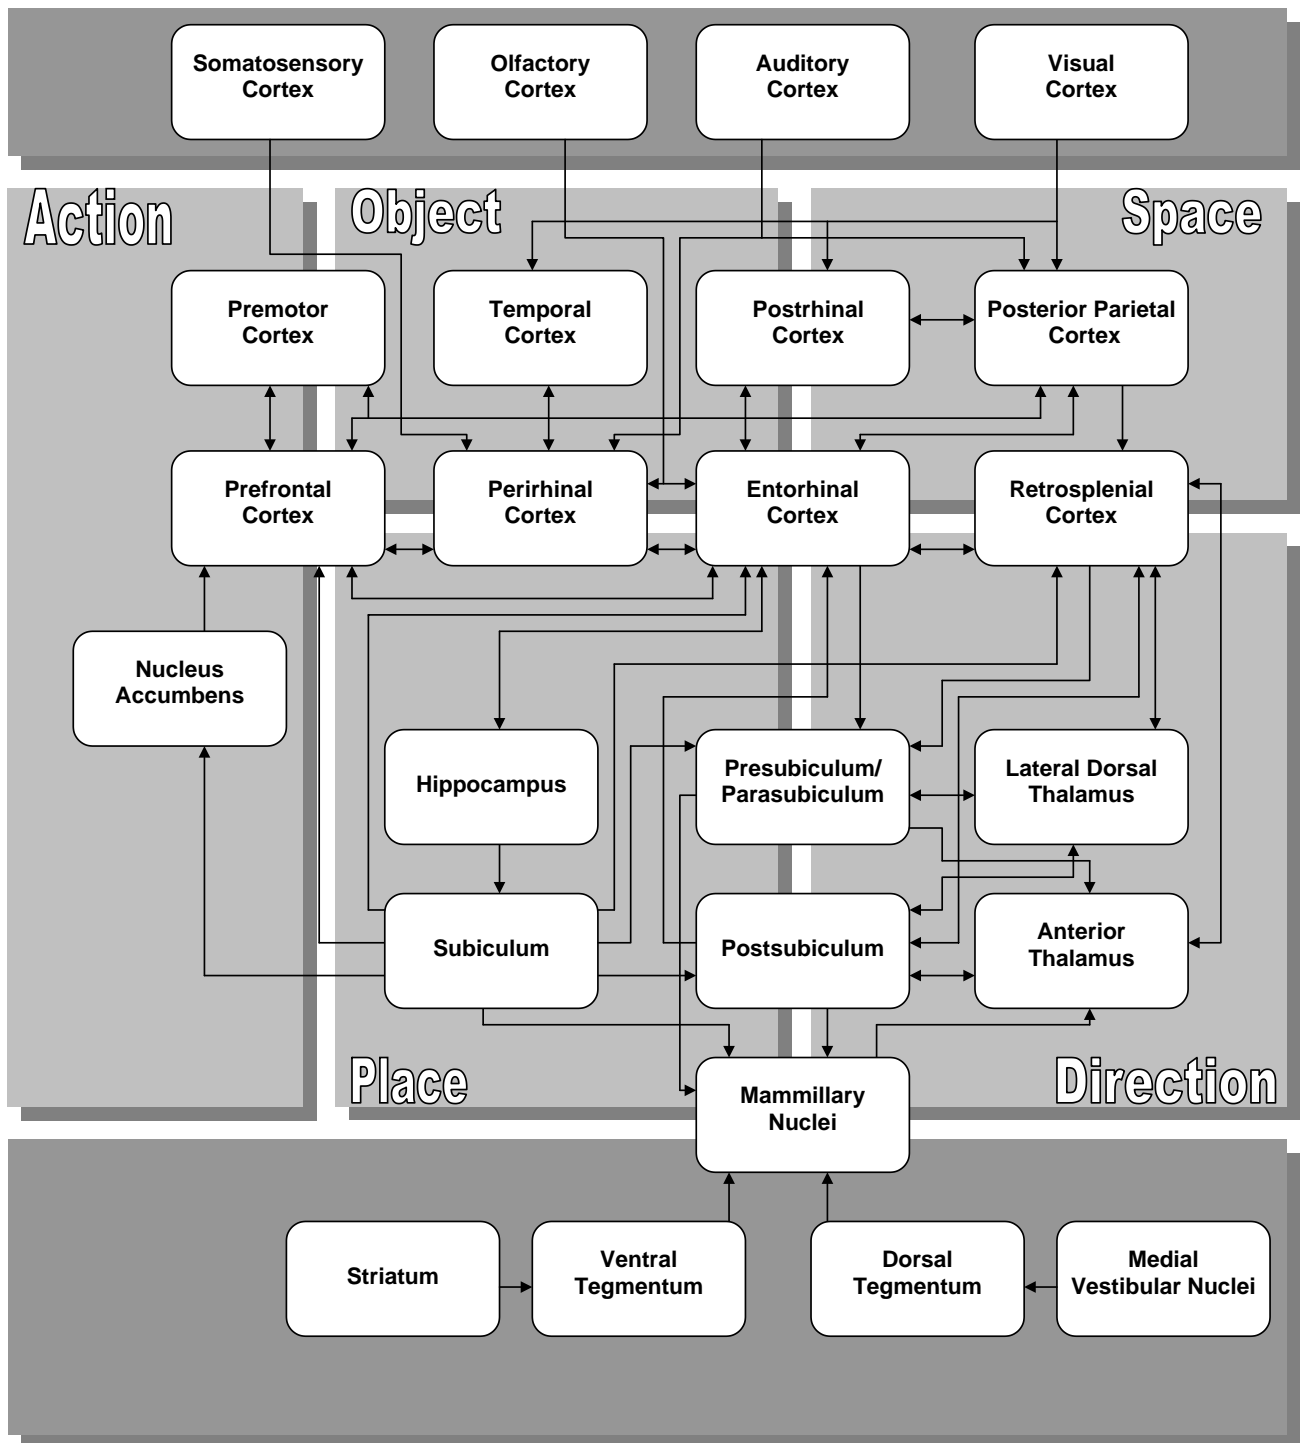 Somatosensory
Cortex
Olfactory
Cortex
Auditory
Cortex
Visual
Cortex
Action
Object
Space
Premotor
Cortex
Temporal
Cortex
Postrhinal
Cortex
Posterior Parietal
Cortex
Prefrontal
Cortex
Perirhinal
Cortex
Entorhinal
Cortex
Retrosplenial
Cortex
Nucleus
Accumbens
Hippocampus
Presubiculum/
Parasubiculum
Lateral Dorsal
Thalamus
Subiculum
Postsubiculum
Anterior
Thalamus
Place
Direction
Mammillary
Nuclei
Striatum
Ventral
Tegmentum
Dorsal
Tegmentum
Medial
Vestibular Nuclei